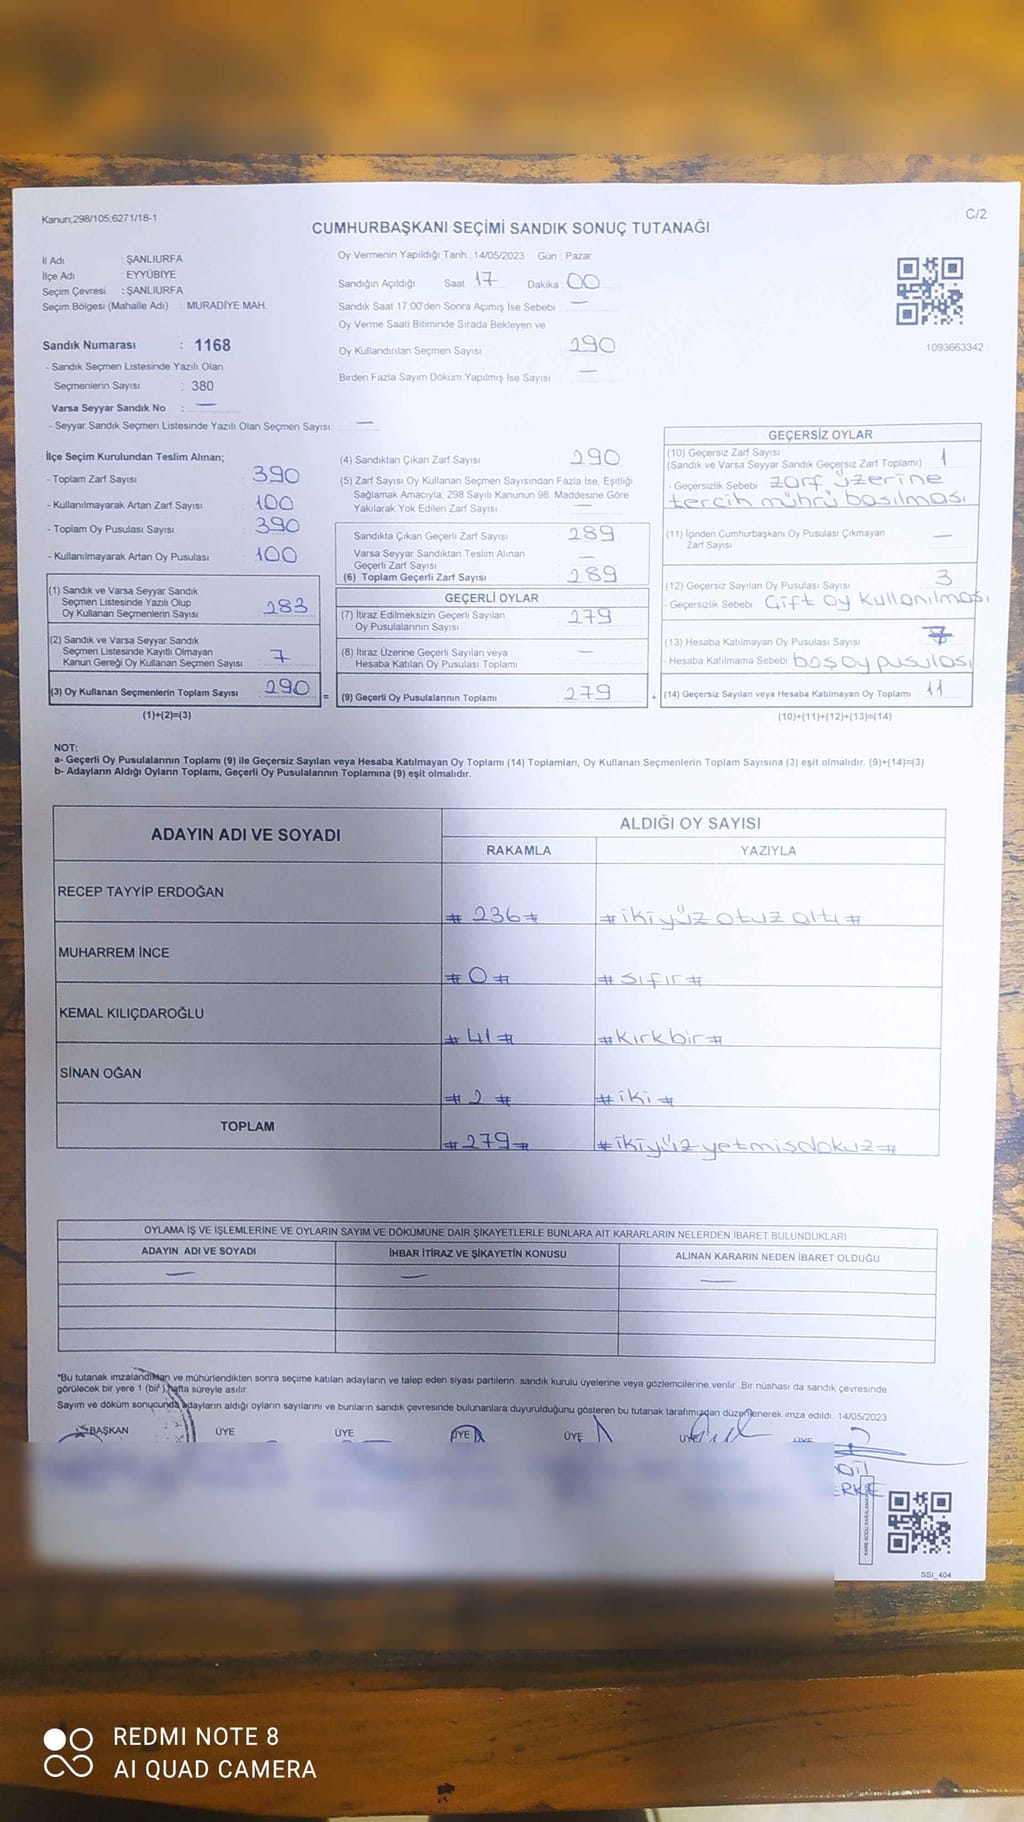 Kanun;298/105,6271/18-1
C/2
CUMHURBAŞKANI SEÇİMİ SANDIK SONUÇ TUTANAĞI
İl Adı : ŞANLIURFA
İlçe Adı : EYYÜBİYE
Seçim Çevresi : ŞANLIURFA
Seçim Bölgesi (Mahalle Adı) : MURADİYE MAH.
Oy Vermenin Yapıldığı Tarih : 14/05/2023 Gün : Pazar
Sandığın Açıldığı Saat 17 Dakika 00
Sandık Saat 17:00'den Sonra Açımış İse Sebebi —
Oy Verme Saati Bitiminde Sırada Bekleyen ve
Oy Kullandırılan Seçmen Sayısı 290
Birden Fazla Sayım Döküm Yapılmış İse Sayısı —
1093663342
Sandık Numarası : 1168
- Sandık Seçmen Listesinde Yazılı Olan
Seçmenlerin Sayısı : 380
Varsa Seyyar Sandık No : —
- Seyyar Sandık Seçmen Listesinde Yazılı Olan Seçmen Sayısı: —
İlçe Seçim Kurulundan Teslim Alınan;
- Toplam Zarf Sayısı 390
- Kullanılmayarak Artan Zarf Sayısı 100
- Toplam Oy Pusulası Sayısı 390
- Kullanılmayarak Artan Oy Pusulası 100
(1) Sandık ve Varsa Seyyar Sandık
Seçmen Listesinde Yazılı Olup
Oy Kullanan Seçmenlerin Sayısı 283
(2) Sandık ve Varsa Seyyar Sandık
Seçmen Listesinde Kayıtlı Olmayan
Kanun Gereği Oy Kullanan Seçmen Sayısı 7
(3) Oy Kullanan Seçmenlerin Toplam Sayısı 290
(1)+(2)=(3)
(4) Sandıktan Çıkan Zarf Sayısı 290
(5) Zarf Sayısı Oy Kullanan Seçmen Sayısından Fazla İse, Eşitliği
Sağlamak Amacıyla; 298 Sayılı Kanunun 98. Maddesine Göre
Yakılarak Yok Edilen Zarf Sayısı —
Sandıkta Çıkan Geçerli Zarf Sayısı 289
Varsa Seyyar Sandıktan Teslim Alınan
Geçerli Zarf Sayısı —
(6) Toplam Geçerli Zarf Sayısı 289
GEÇERLİ OYLAR
(7) İtiraz Edilmeksizin Geçerli Sayılan
Oy Pusulalarının Sayısı 279
(8) İtiraz Üzerine Geçerli Sayılan veya
Hesaba Katılan Oy Pusulası Toplamı —
= (9) Geçerli Oy Pusulalarının Toplamı 279 +
GEÇERSİZ OYLAR
(10) Geçersiz Zarf Sayısı
(Sandık ve Varsa Seyyar Sandık Geçersiz Zarf Toplamı) 1
- Geçersizlik Sebebi zarf üzerine
tercih mührü basılması
(11) İçinden Cumhurbaşkanı Oy Pusulası Çıkmayan
Zarf Sayısı —
(12) Geçersiz Sayılan Oy Pusulası Sayısı 3
- Geçersizlik Sebebi Çift oy kullanılması
(13) Hesaba Katılmayan Oy Pusulası Sayısı 7
- Hesaba Katılmama Sebebi boş oy pusulası
(14) Geçersiz Sayılan veya Hesaba Katılmayan Oy Toplamı 11
(10)+(11)+(12)+(13)=(14)
NOT:
a- Geçerli Oy Pusulalarının Toplamı (9) ile Geçersiz Sayılan veya Hesaba Katılmayan Oy Toplamı (14) Toplamları, Oy Kullanan Seçmenlerin Toplam Sayısına (3) eşit olmalıdır. (9)+(14)=(3)
b- Adayların Aldığı Oyların Toplamı, Geçerli Oy Pusulalarının Toplamına (9) eşit olmalıdır.
ADAYIN ADI VE SOYADI
ALDIĞI OY SAYISI
RAKAMLA YAZIYLA
RECEP TAYYİP ERDOĞAN # 236 # # ikiyüz otuz altı #
MUHARREM İNCE # 0 # # sıfır #
KEMAL KILIÇDAROĞLU # 41 # # kırkbir #
SİNAN OĞAN # 2 # # iki #
TOPLAM # 279 # # ikiyüz yetmişdokuz #
OYLAMA İŞ VE İŞLEMLERİNE VE OYLARIN SAYIM VE DÖKÜMÜNE DAİR ŞİKAYETLERLE BUNLARA AİT KARARLARIN NELERDEN İBARET BULUNDUKLARI
ADAYIN ADI VE SOYADI İHBAR İTİRAZ VE ŞİKAYETİN KONUSU ALINAN KARARIN NEDEN İBARET OLDUĞU
— — —
*Bu tutanak imzalandıktan ve mühürlendikten sonra seçime katılan adayların ve talep eden siyasi partilerin sandık kurulu üyelerine veya gözlemcilerine verilir. Bir nüshası da sandık çevresinde
görülecek bir yere 1 (bir) hafta süreyle asılır.
Sayım ve döküm sonucunda adayların aldığı oyların sayılarını ve bunların sandık çevresinde bulunanlara duyurulduğunu gösteren bu tutanak tarafımızdan düzenlenerek imza edildi. 14/05/2023
BAŞKAN ÜYE ÜYE ÜYE ÜYE ÜYE ÜYE
SSI_404
REDMI NOTE 8
AI QUAD CAMERA